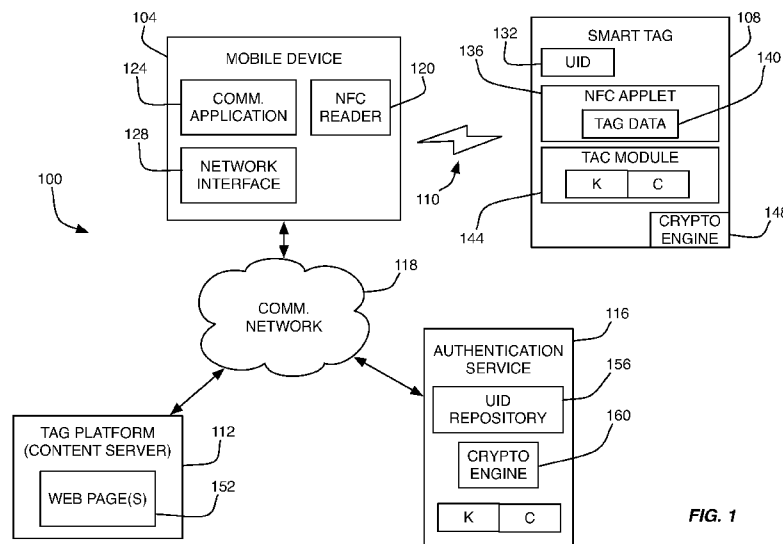 104
MOBILE DEVICE
124
COMM.
APPLICATION
NFC
READER
120
128
NETWORK
INTERFACE
100
110
132
SMART TAG
108
UID
136
140
NFC APPLET
TAG DATA
TAC MODULE
K
C
144
CRYPTO
ENGINE
148
118
COMM.
NETWORK
116
AUTHENTICATION
SERVICE
156
UID
REPOSITORY
160
CRYPTO
ENGINE
K
C
TAG PLATFORM
(CONTENT SERVER)
112
WEB PAGE(S)
152
FIG. 1